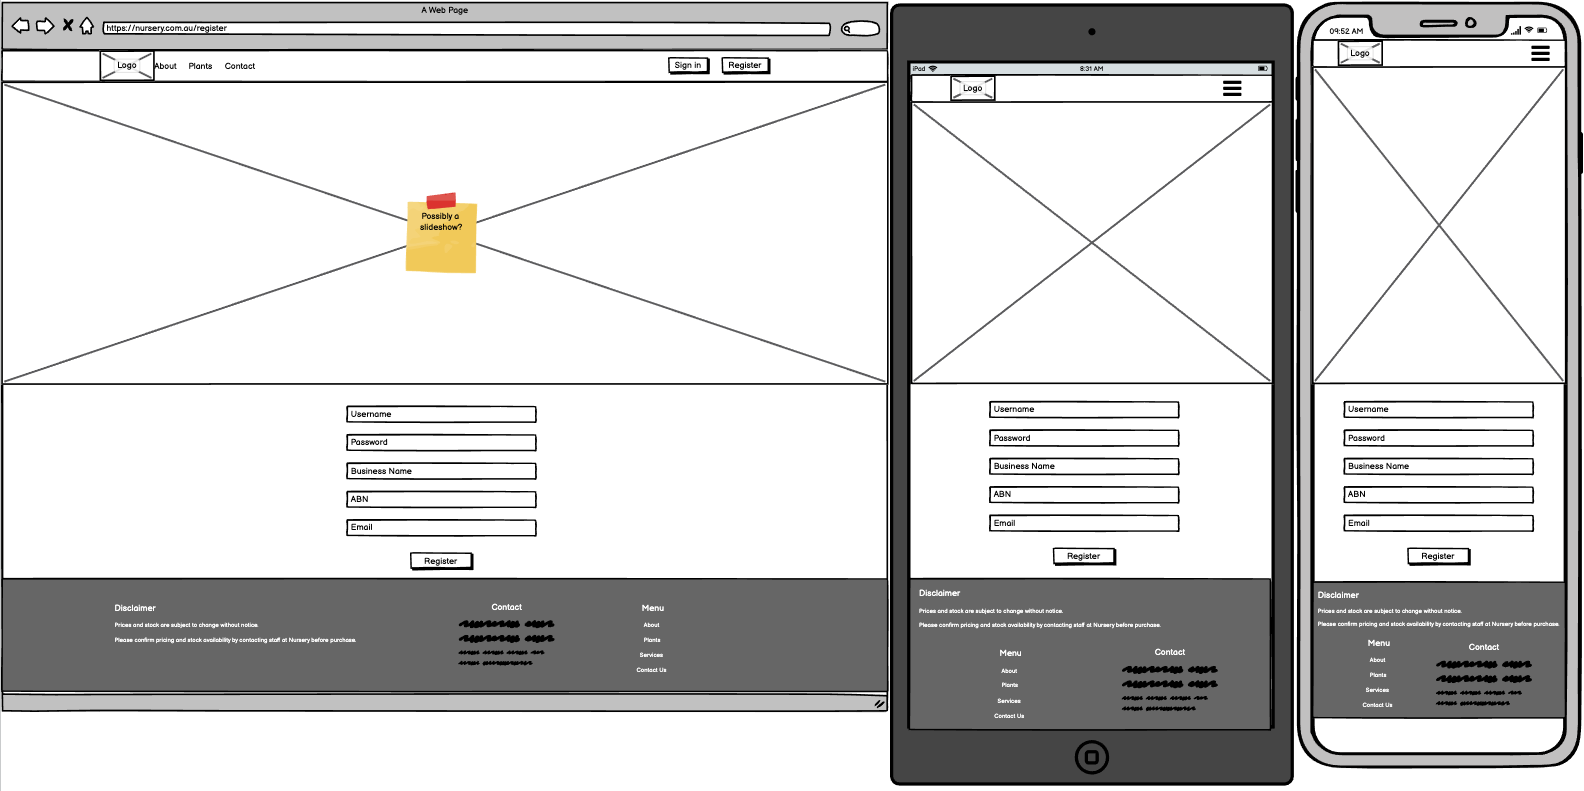 A Web Page
https://nursery.com.au/register
Logo About Plants Contact Sign in Register
Possibly a
slideshow?
Username
Password
Business Name
ABN
Email
Register
Disclaimer
Prices and stock are subject to change without notice.
Please confirm pricing and stock availability by contacting staff at Nursery before purchase.
Contact
Menu
About
Plants
Services
Contact Us
iPad 8:31 AM
Logo
Username
Password
Business Name
ABN
Email
Register
Disclaimer
Prices and stock are subject to change without notice.
Please confirm pricing and stock availability by contacting staff at Nursery before purchase.
Menu
About
Plants
Services
Contact Us
Contact
09:52 AM
Logo
Username
Password
Business Name
ABN
Email
Register
Disclaimer
Prices and stock are subject to change without notice.
Please confirm pricing and stock availability by contacting staff at Nursery before purchase.
Menu
About
Plants
Services
Contact Us
Contact